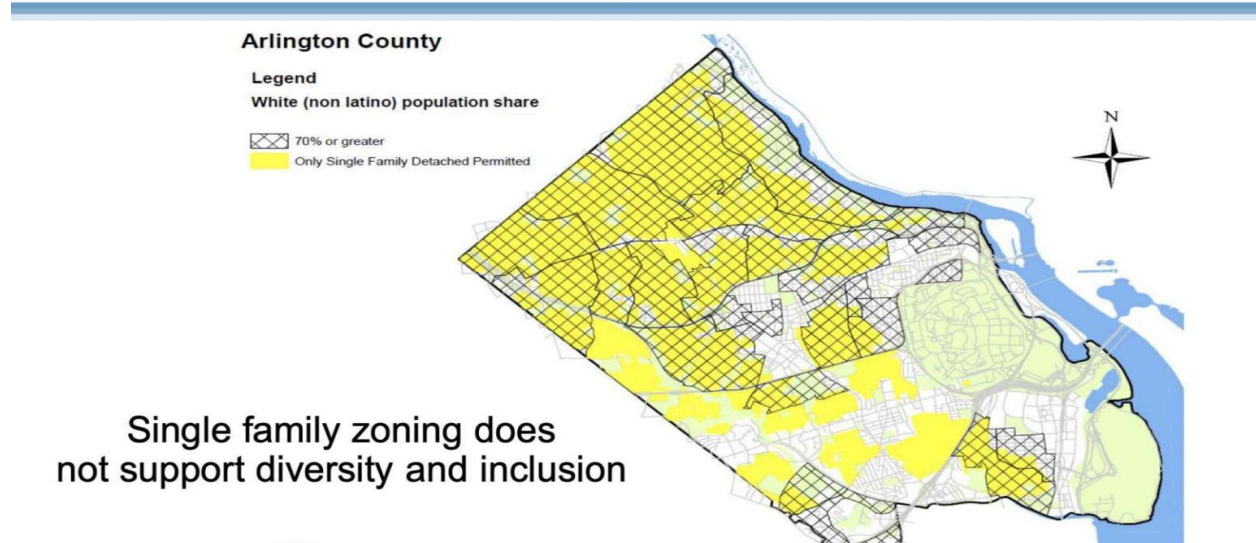 Arlington County
Legend
White (non latino) population share
70% or greater
Only Single Family Detached Permitted
N
Single family zoning does
not support diversity and inclusion